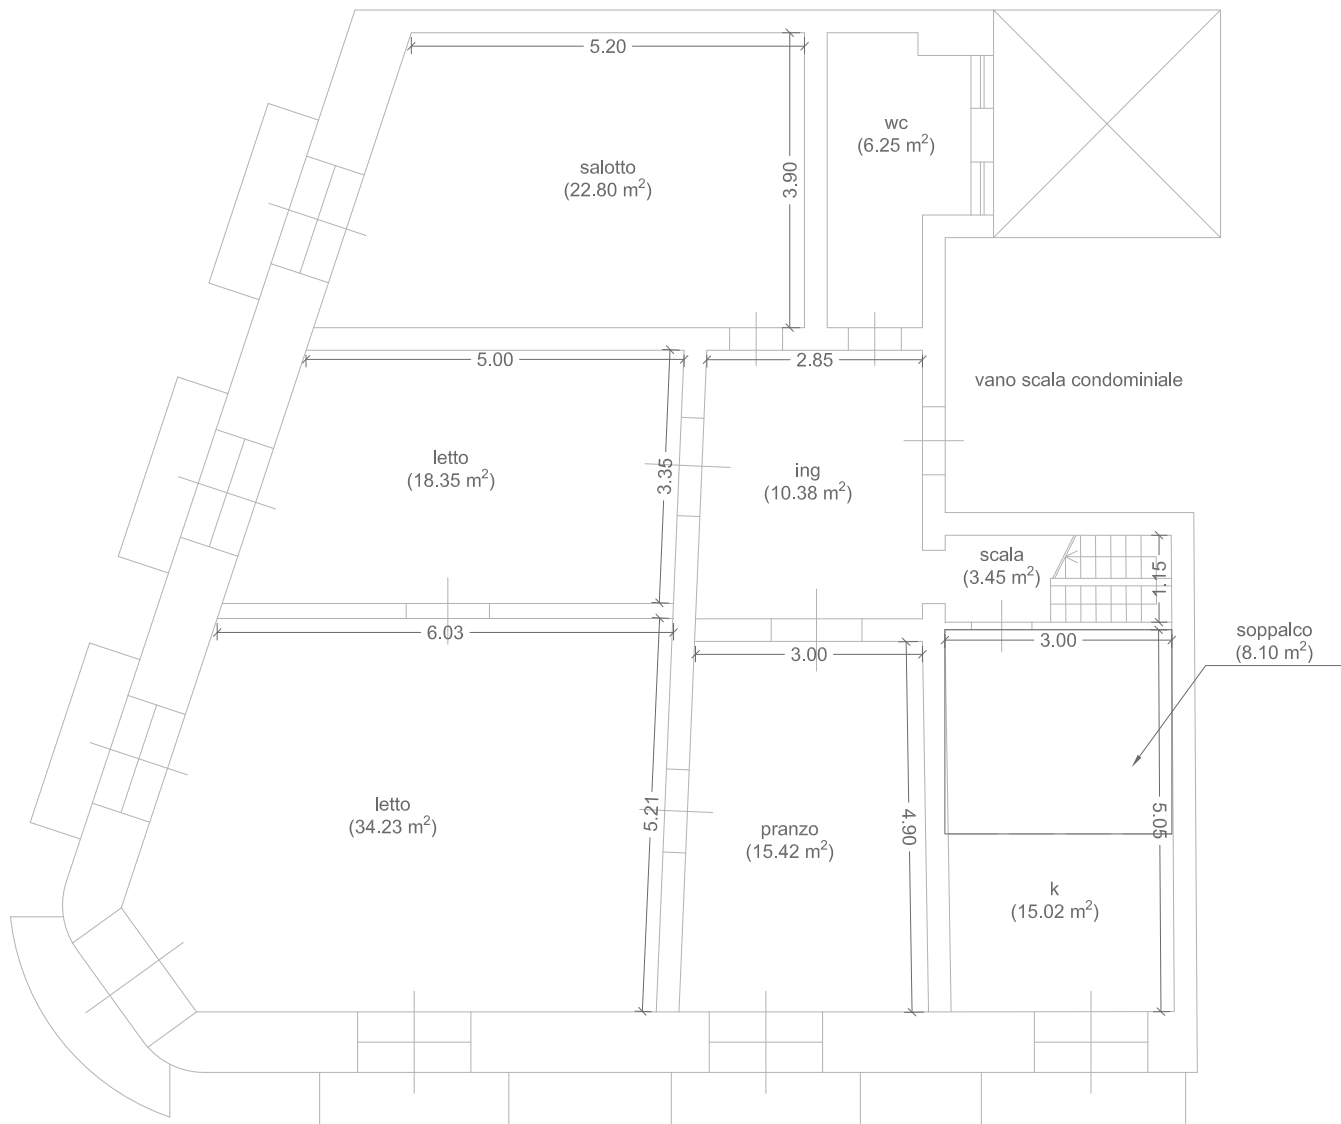 5.20
wc
(6.25 m²)
salotto
(22.80 m²)
3.90
5.00
2.85
vano scala condominiale
letto
(18.35 m²)
3.35
ing
(10.38 m²)
scala
(3.45 m²)
1.15
6.03
3.00
3.00
soppalco
(8.10 m²)
letto
(34.23 m²)
5.21
pranzo
(15.42 m²)
4.90
5.05
k
(15.02 m²)